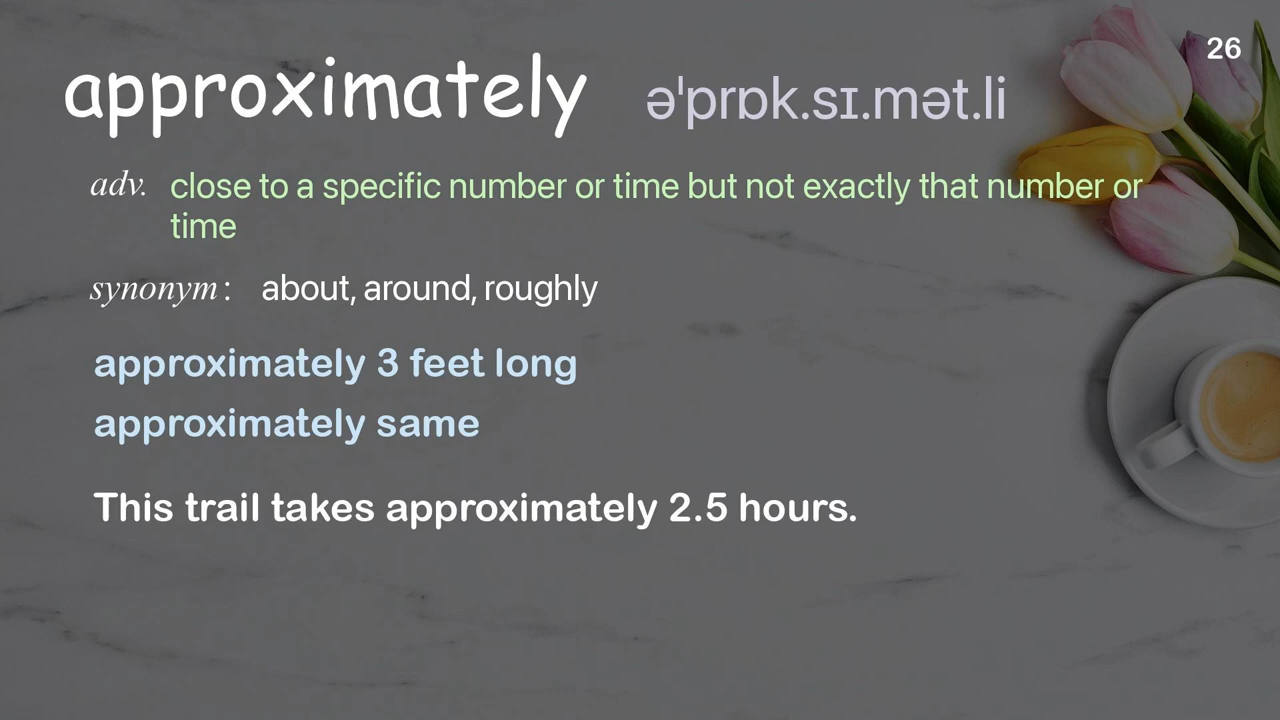 26
approximately əˈprɒk.sɪ.mət.li
adv. close to a specific number or time but not exactly that number or
time
synonym: about, around, roughly
approximately 3 feet long
approximately same
This trail takes approximately 2.5 hours.